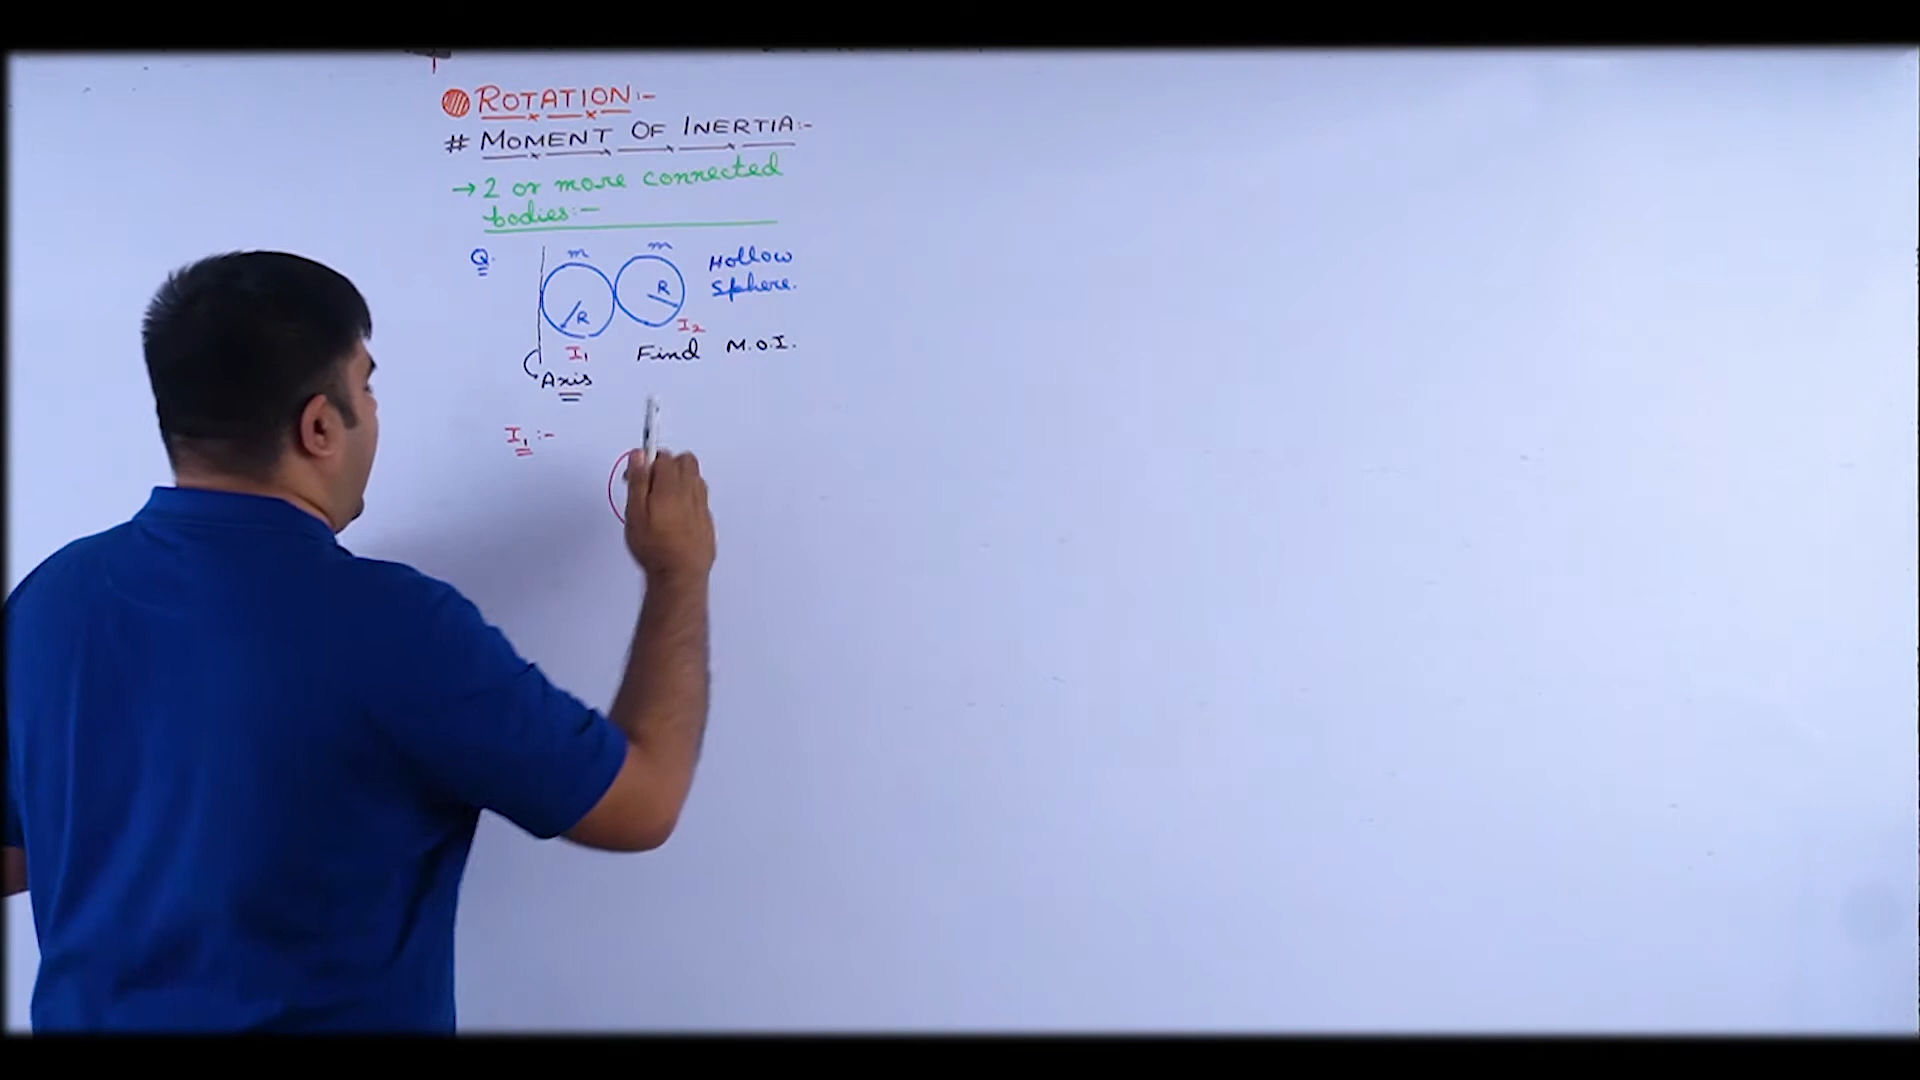 ROTATION:-
# MOMENT OF INERTIA:-
→ 2 or more connected
bodies:-
Q.
m
m
Hollow
Sphere.
R
R
I₁
I₂
Find M.O.I.
Axis
I₁:-